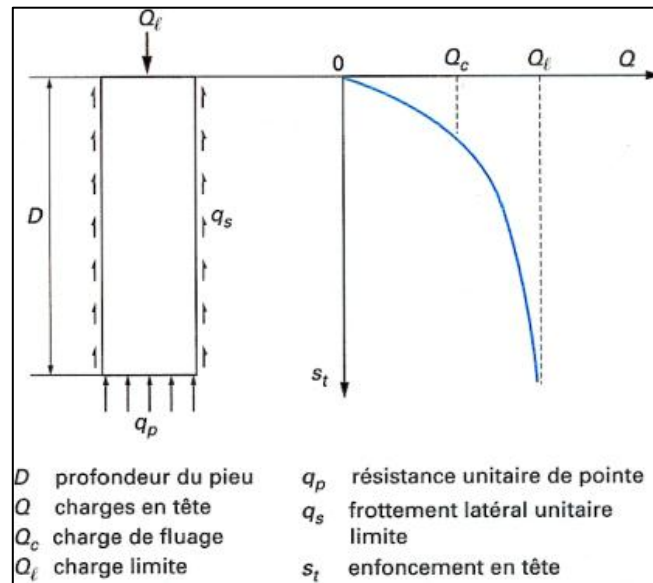 Qℓ
0
Qc
Qℓ
Q
D
qs
st
qp
D profondeur du pieu
Q charges en tête
Qc charge de fluage
Qℓ charge limite
qp résistance unitaire de pointe
qs frottement latéral unitaire
limite
st enfoncement en tête